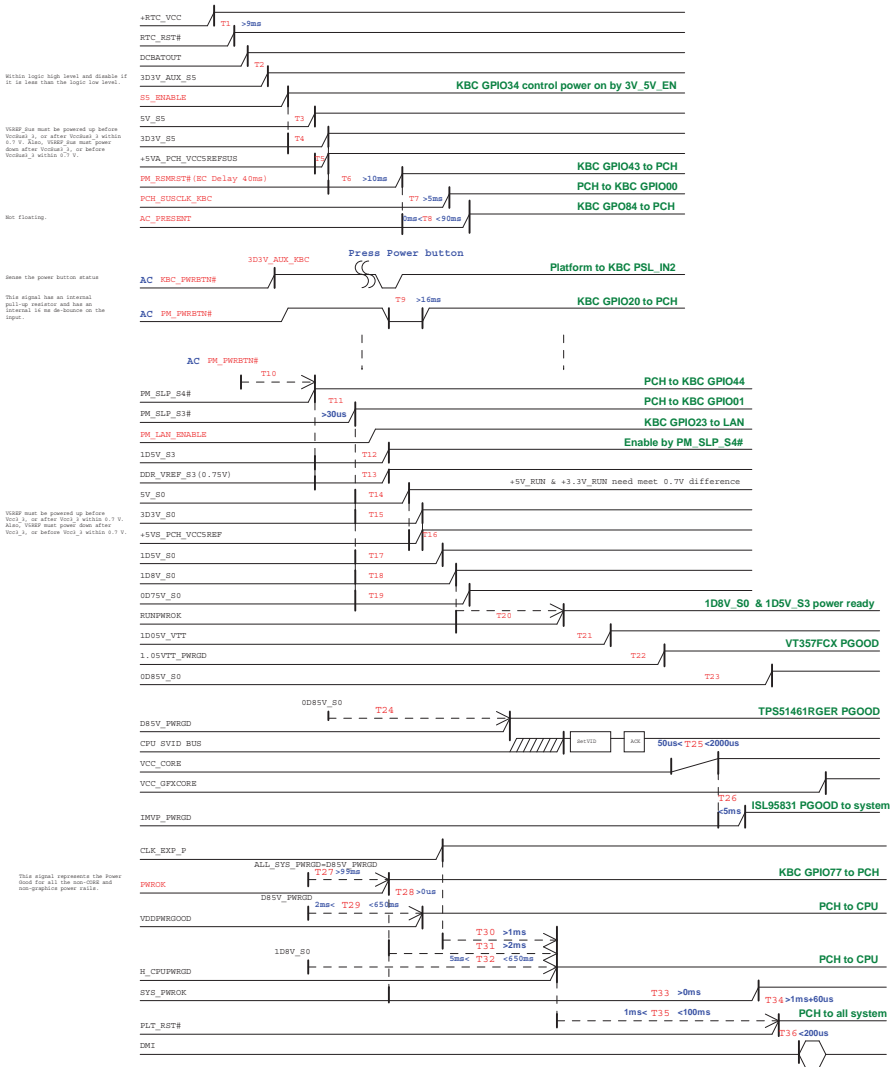 +RTC_VCC
T1 >9ms
RTC_RST#
DCBATOUT
T2
Within logic high level and disable if
it is less than the logic low level.
3D3V_AUX_S5
KBC GPIO34 control power on by 3V_5V_EN
S5_ENABLE
5V_S5 T3
V5REF_Sus must be powered up before
VccSus3_3, or after VccSus3_3 within
0.7 V. Also, V5REF_Sus must power
down after VccSus3_3, or before
VccSus3_3 within 0.7 V.
3D3V_S5 T4
+5VA_PCH_VCC5REFSUS T5
KBC GPIO43 to PCH
PM_RSMRST#(EC Delay 40ms) T6 >10ms
PCH to KBC GPIO00
PCH_SUSCLK_KBC T7 >5ms
KBC GPO84 to PCH
Not floating.
AC_PRESENT 0ms< T8 <90ms
Press Power button
3D3V_AUX_KBC
Platform to KBC PSL_IN2
Sense the power button status
AC KBC_PWRBTN#
This signal has an internal
pull-up resistor and has an
internal 16 ms de-bounce on the
input.
T9 >16ms
KBC GPIO20 to PCH
AC PM_PWRBTN#
AC PM_PWRBTN#
T10
PCH to KBC GPIO44
PM_SLP_S4#
T11
PCH to KBC GPIO01
PM_SLP_S3# >30us
KBC GPIO23 to LAN
PM_LAN_ENABLE
Enable by PM_SLP_S4#
1D5V_S3 T12
DDR_VREF_S3(0.75V) T13
+5V_RUN & +3.3V_RUN need meet 0.7V difference
5V_S0 T14
V5REF must be powered up before
Vcc3_3, or after Vcc3_3 within 0.7 V.
Also, V5REF must power down after
Vcc3_3, or before Vcc3_3 within 0.7 V.
3D3V_S0 T15
+5VS_PCH_VCC5REF T16
1D5V_S0 T17
1D8V_S0 T18
0D75V_S0 T19
1D8V_S0 & 1D5V_S3 power ready
RUNPWROK T20
1D05V_VTT T21
VT357FCX PGOOD
1.05VTT_PWRGD T22
0D85V_S0 T23
0D85V_S0
T24
TPS51461RGER PGOOD
D85V_PWRGD
CPU SVID BUS SetVID ACK 50us< T25 <2000us
VCC_CORE
VCC_GFXCORE
T26
ISL95831 PGOOD to system
IMVP_PWRGD <5ms
CLK_EXP_P
ALL_SYS_PWRGD=D85V_PWRGD
T27 >99ms
KBC GPIO77 to PCH
This signal represents the Power
Good for all the non-CORE and
non-graphics power rails.
PWROK T28 >0us
D85V_PWRGD
2ms< T29 <650ms
PCH to CPU
VDDPWRGOOD
T30 >1ms
T31 >2ms
1D8V_S0
5ms< T32 <650ms
PCH to CPU
H_CPUPWRGD
SYS_PWROK T33 >0ms
T34 >1ms+60us
1ms< T35 <100ms
PCH to all system
PLT_RST#
T36 <200us
DMI